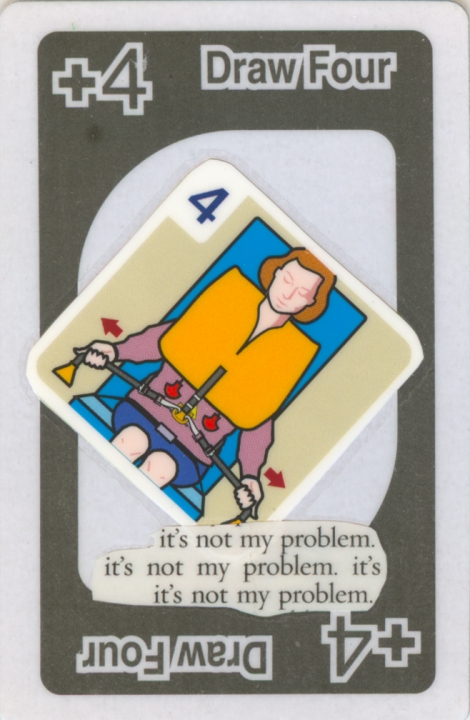 +4 Draw Four
4
it's not my problem.
it's not my problem. it's
it's not my problem.
Draw Four +4